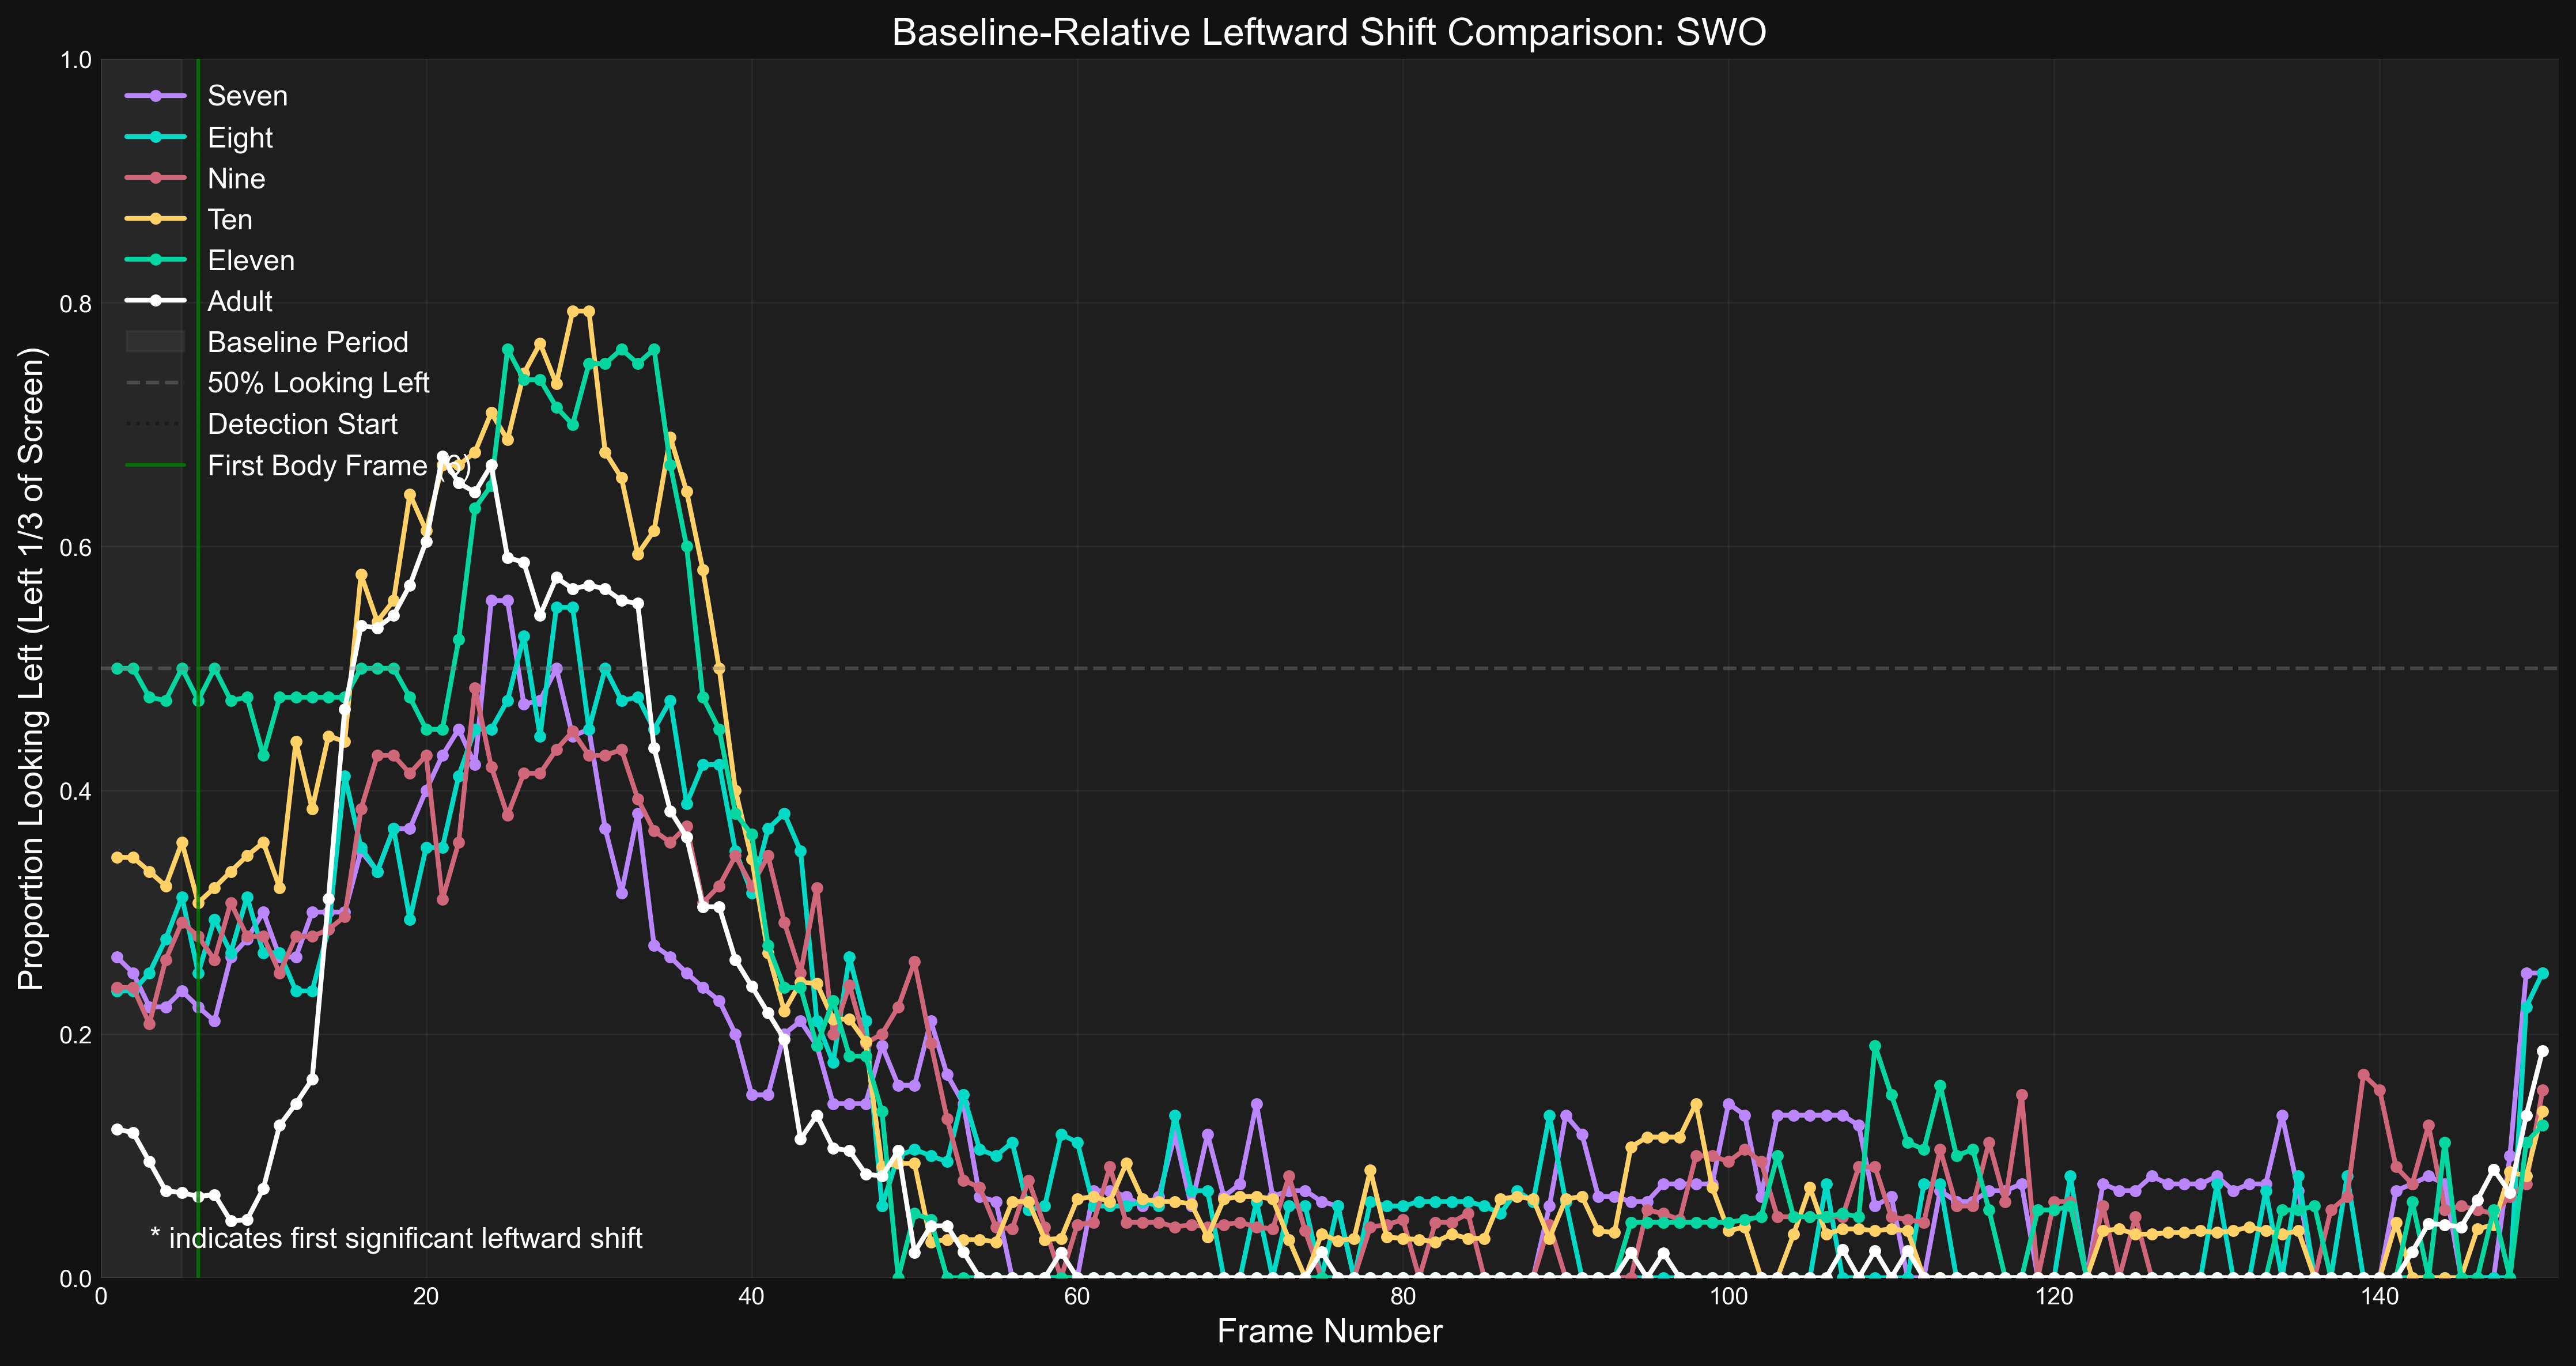 Baseline-Relative Leftward Shift Comparison: SWO
1.0
0.8
0.6
0.4
0.2
0.0
Proportion Looking Left (Left 1/3 of Screen)
Seven
Eight
Nine
Ten
Eleven
Adult
Baseline Period
50% Looking Left
Detection Start
First Body Frame (6)
* indicates first significant leftward shift
0 20 40 60 80 100 120 140
Frame Number